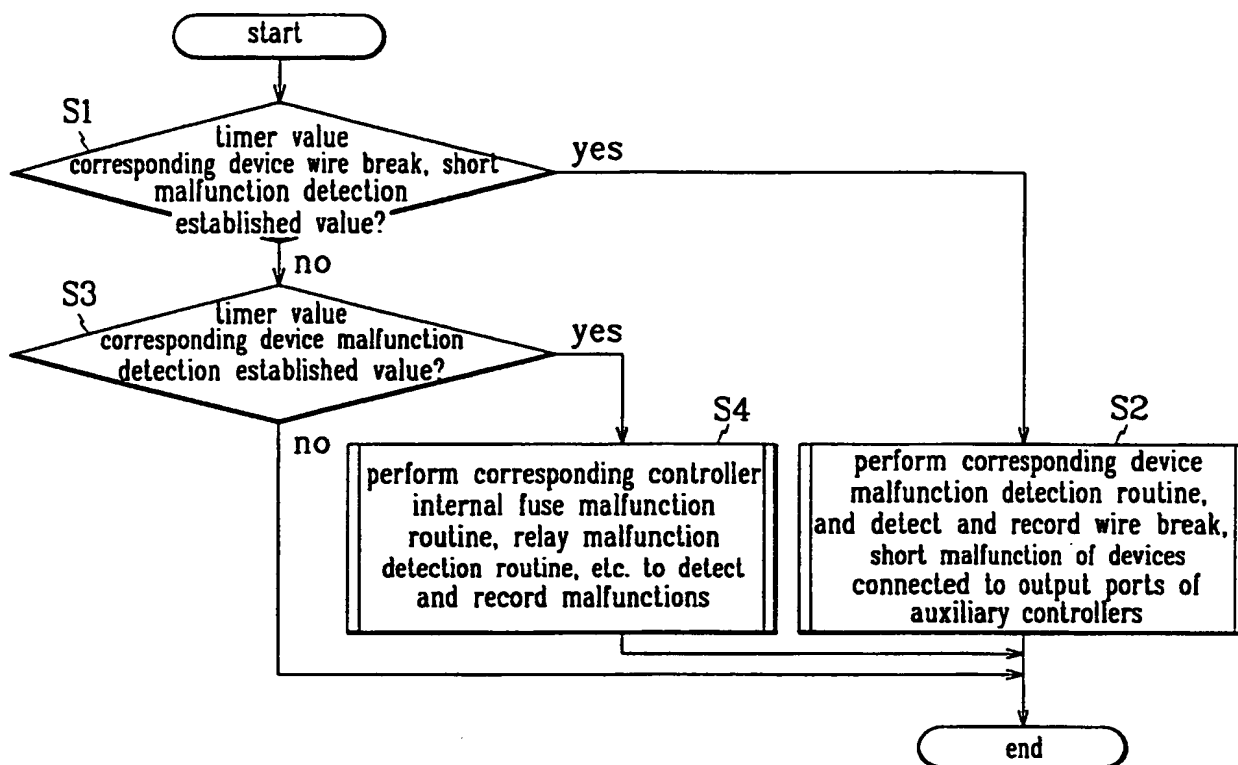 start
S1
timer value
corresponding device wire break, short
malfunction detection
established value?
yes
no
S3
timer value
corresponding device malfunction
detection established value?
yes
no
S4
perform corresponding controller
internal fuse malfunction
routine, relay malfunction
detection routine, etc. to detect
and record malfunctions
S2
perform corresponding device
malfunction detection routine,
and detect and record wire break,
short malfunction of devices
connected to output ports of
auxiliary controllers
end